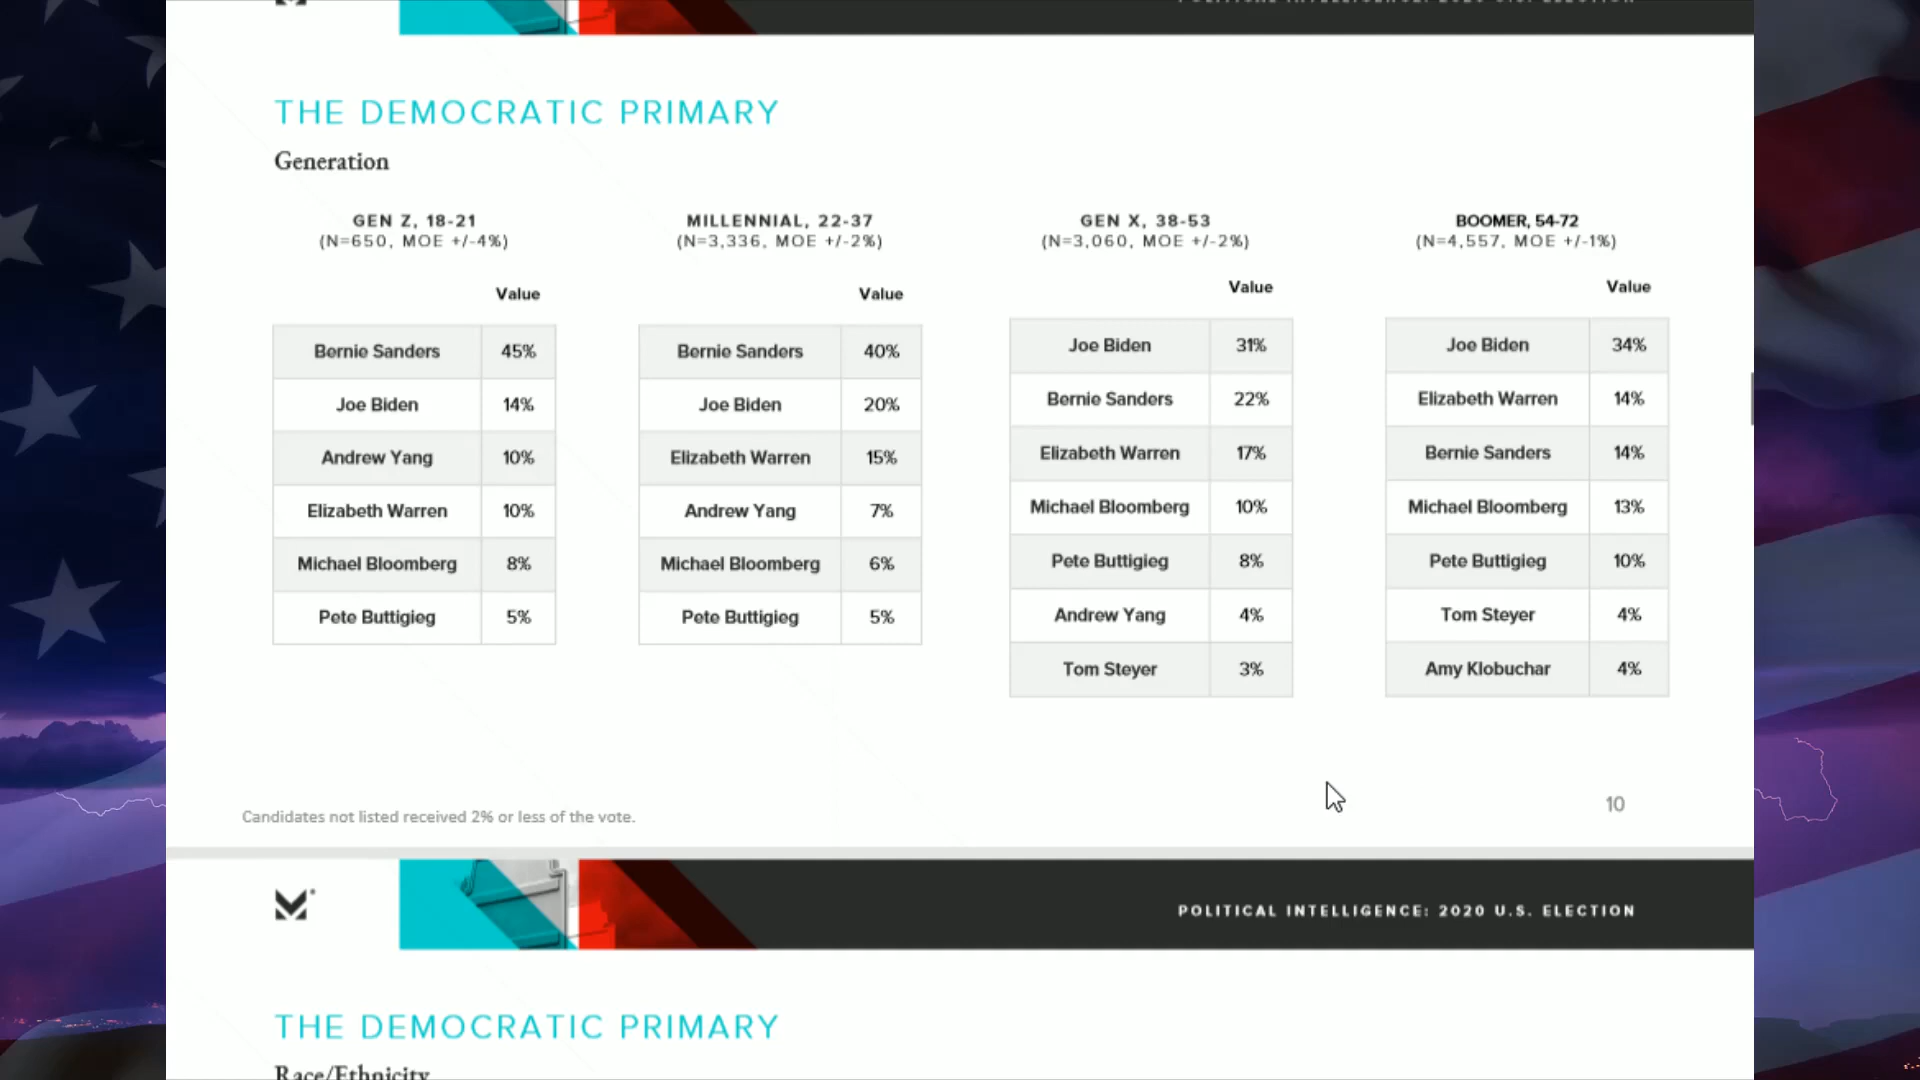 POLITICAL INTELLIGENCE: 2020 U.S. ELECTION
THE DEMOCRATIC PRIMARY
Generation
GEN Z, 18-21
(N=650, MOE +/-4%)
Value
Bernie Sanders 45%
Joe Biden 14%
Andrew Yang 10%
Elizabeth Warren 10%
Michael Bloomberg 8%
Pete Buttigieg 5%
MILLENNIAL, 22-37
(N=3,336, MOE +/-2%)
Value
Bernie Sanders 40%
Joe Biden 20%
Elizabeth Warren 15%
Andrew Yang 7%
Michael Bloomberg 6%
Pete Buttigieg 5%
GEN X, 38-53
(N=3,060, MOE +/-2%)
Value
Joe Biden 31%
Bernie Sanders 22%
Elizabeth Warren 17%
Michael Bloomberg 10%
Pete Buttigieg 8%
Andrew Yang 4%
Tom Steyer 3%
BOOMER, 54-72
(N=4,557, MOE +/-1%)
Value
Joe Biden 34%
Elizabeth Warren 14%
Bernie Sanders 14%
Michael Bloomberg 13%
Pete Buttigieg 10%
Tom Steyer 4%
Amy Klobuchar 4%
Candidates not listed received 2% or less of the vote.
10
POLITICAL INTELLIGENCE: 2020 U.S. ELECTION
THE DEMOCRATIC PRIMARY
Race/Ethnicity